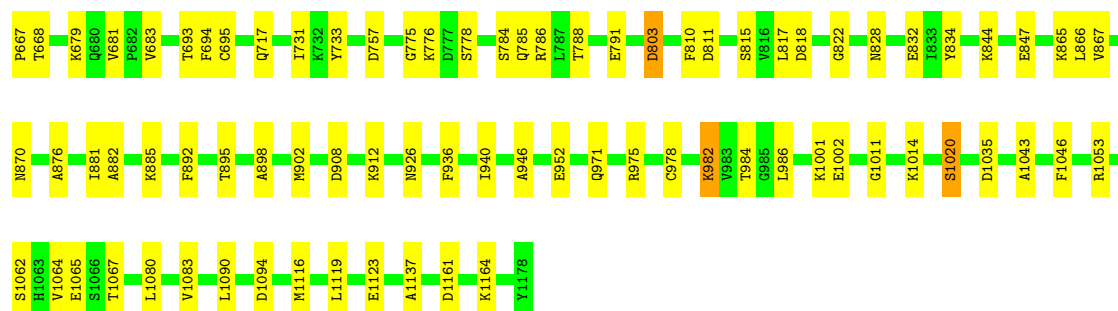 P667 T668 K679 Q680 V681 P682 V683 T693 F694 C695 Q717 I731 K732 Y733 D757 G775 K776 D777 S778 S784 Q785 R786 L787 T788 E791 D803 F810 D811 S815 V816 L817 D818 G822 N828 E832 I833 Y834 K844 E847 K865 L866 V867
N870 A876 I881 A882 K885 F892 T895 A898 M902 D908 K912 N926 F936 I940 A946 E952 Q971 R975 C978 K982 V983 T984 G985 L986 K1001 E1002 G1011 K1014 S1020 D1035 A1043 F1046 R1053
S1062 H1063 V1064 E1065 S1066 T1067 L1080 V1083 L1090 D1094 M1116 L1119 E1123 A1137 D1161 K1164 Y1178